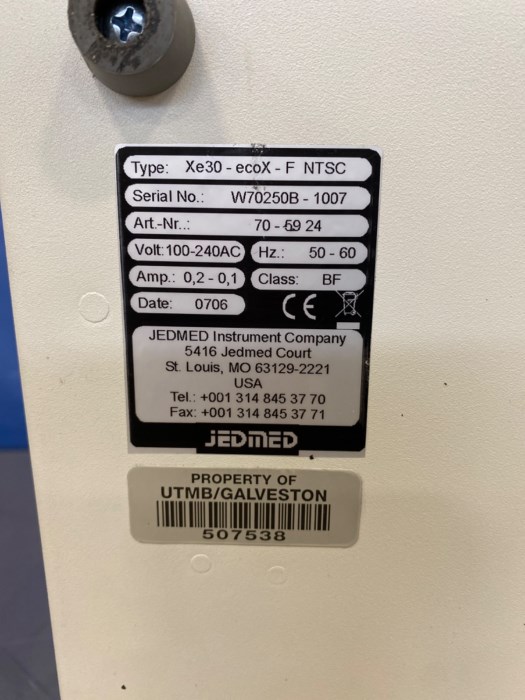 Type: Xe30 - ecoX - F NTSC
Serial No.: W70250B - 1007
Art.-Nr..: 70 - 59 24
Volt:100-240AC Hz.: 50 - 60
Amp.: 0,2 - 0,1 Class: BF
Date: 0706 CE
JEDMED Instrument Company
5416 Jedmed Court
St. Louis, MO 63129-2221
USA
Tel.: +001 314 845 37 70
Fax: +001 314 845 37 71
JEDMED
PROPERTY OF
UTMB/GALVESTON
507538